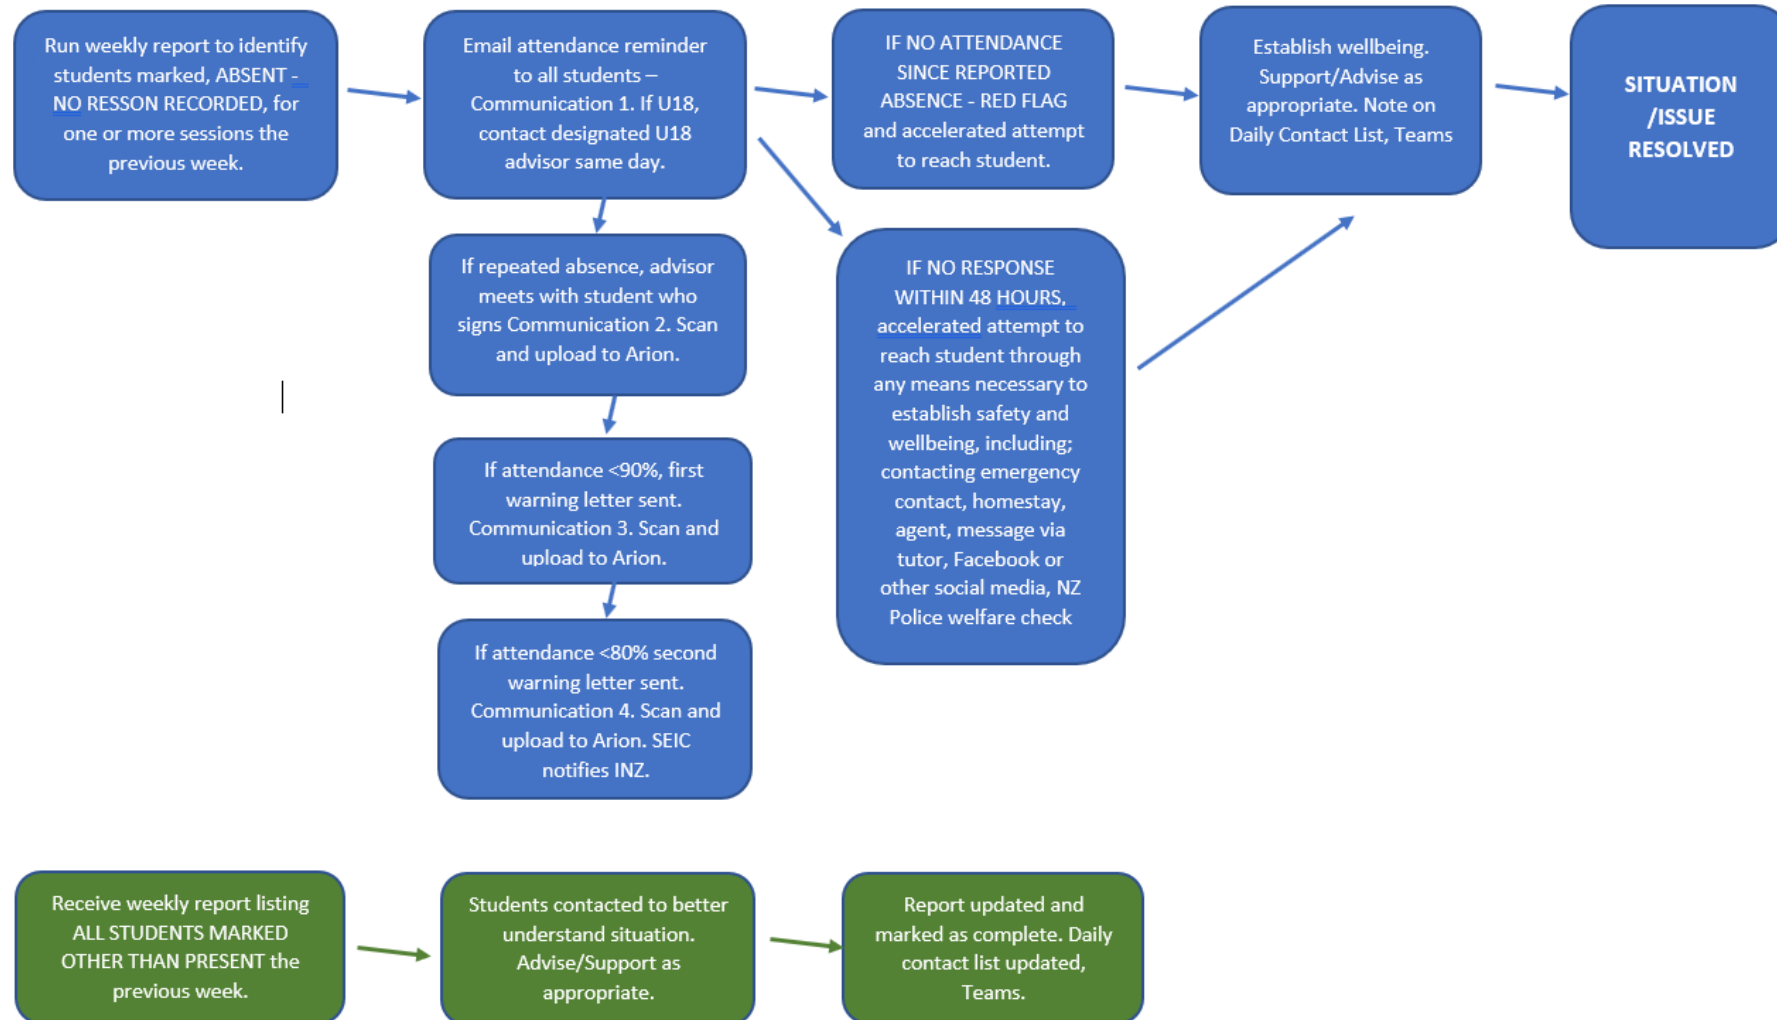 Run weekly report to identify
students marked, ABSENT -
NO RESSON RECORDED, for
one or more sessions the
previous week.
Email attendance reminder
to all students –
Communication 1. If U18,
contact designated U18
advisor same day.
IF NO ATTENDANCE
SINCE REPORTED
ABSENCE - RED FLAG
and accelerated attempt
to reach student.
Establish wellbeing.
Support/Advise as
appropriate. Note on
Daily Contact List, Teams
SITUATION
/ISSUE
RESOLVED
If repeated absence, advisor
meets with student who
signs Communication 2. Scan
and upload to Arion.
IF NO RESPONSE
WITHIN 48 HOURS,
accelerated attempt to
reach student through
any means necessary to
establish safety and
wellbeing, including;
contacting emergency
contact, homestay,
agent, message via
tutor, Facebook or
other social media, NZ
Police welfare check
If attendance <90%, first
warning letter sent.
Communication 3. Scan and
upload to Arion.
If attendance <80% second
warning letter sent.
Communication 4. Scan and
upload to Arion. SEIC
notifies INZ.
Receive weekly report listing
ALL STUDENTS MARKED
OTHER THAN PRESENT the
previous week.
Students contacted to better
understand situation.
Advise/Support as
appropriate.
Report updated and
marked as complete. Daily
contact list updated,
Teams.